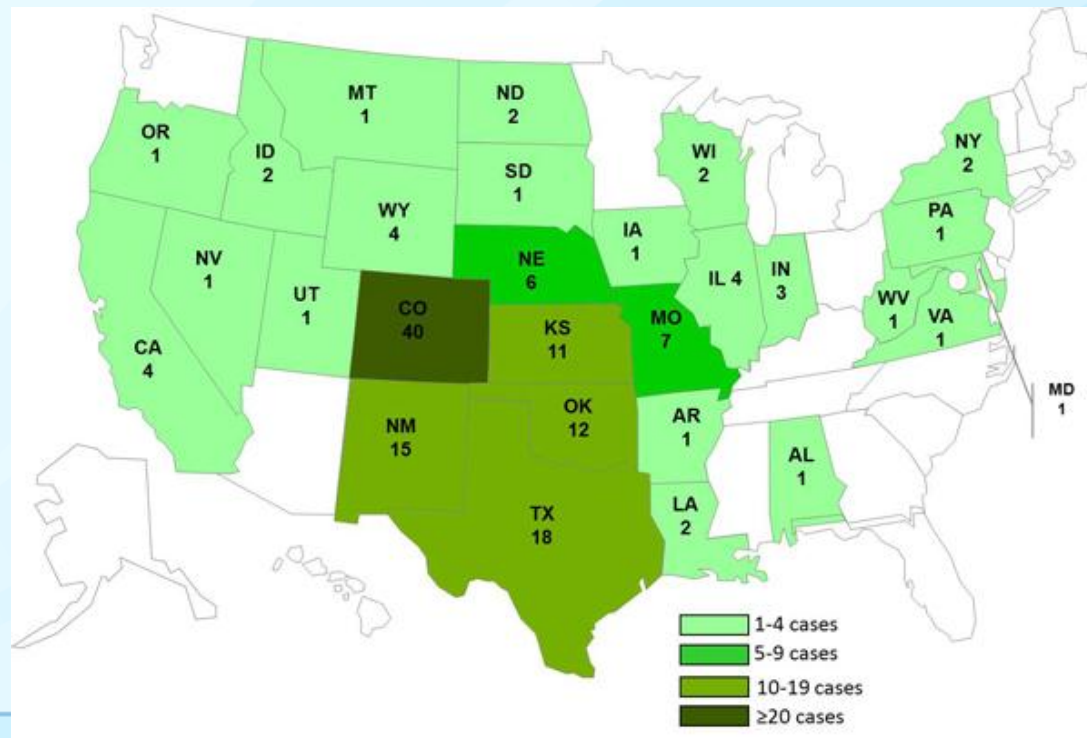 MT
1
ND
2
OR
1
ID
2
SD
1
WI
2
NY
2
WY
4
PA
1
IA
1
NV
1
NE
6
UT
1
CO
40
IL 4
IN
3
WV
1
VA
1
CA
4
KS
11
MO
7
MD
1
NM
15
OK
12
AR
1
AL
1
TX
18
LA
2
1-4 cases
5-9 cases
10-19 cases
≥20 cases